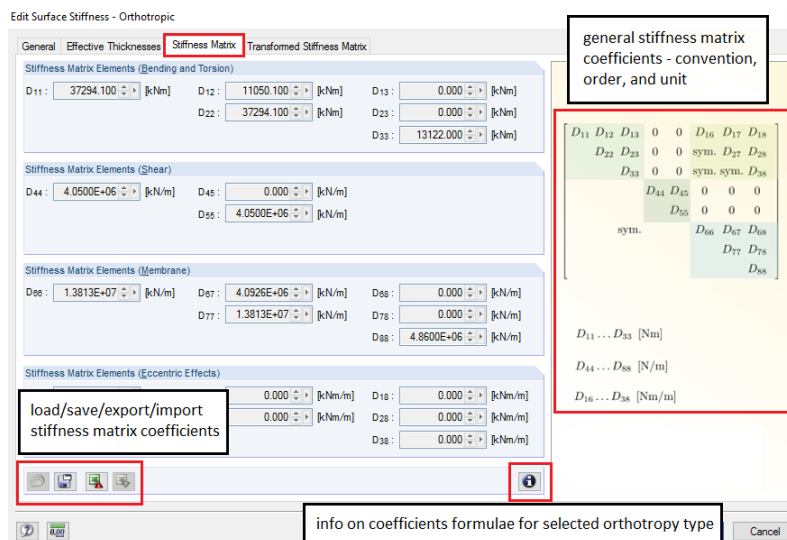 Edit Surface Stiffness - Orthotropic
General Effective Thicknesses Stiffness Matrix Transformed Stiffness Matrix
Stiffness Matrix Elements (Bending and Torsion)
D11 : 37294.100 [kNm] D12 : 11050.100 [kNm] D13 : 0.000 [kNm]
D22 : 37294.100 [kNm] D23 : 0.000 [kNm]
D33 : 13122.000 [kNm]
Stiffness Matrix Elements (Shear)
D44 : 4.0500E+06 [kN/m] D45 : 0.000 [kN/m]
D55 : 4.0500E+06 [kN/m]
Stiffness Matrix Elements (Membrane)
D66 : 1.3813E+07 [kN/m] D67 : 4.0926E+06 [kN/m] D68 : 0.000 [kN/m]
D77 : 1.3813E+07 [kN/m] D78 : 0.000 [kN/m]
D88 : 4.8600E+06 [kN/m]
Stiffness Matrix Elements (Eccentric Effects)
0.000 [kNm/m] D18 : 0.000 [kNm/m]
0.000 [kNm/m] D28 : 0.000 [kNm/m]
D38 : 0.000 [kNm/m]
load/save/export/import
stiffness matrix coefficients
general stiffness matrix
coefficients - convention,
order, and unit
D11 D12 D13 0 0 D16 D17 D18
D22 D23 0 0 sym. D27 D28
D33 0 0 sym. sym. D38
D44 D45 0 0 0
D55 0 0 0
sym. D66 D67 D68
D77 D78
D88
D11 … D33 [Nm]
D44 … D88 [N/m]
D16 … D38 [Nm/m]
info on coefficients formulae for selected orthotropy type
0.00
Cancel